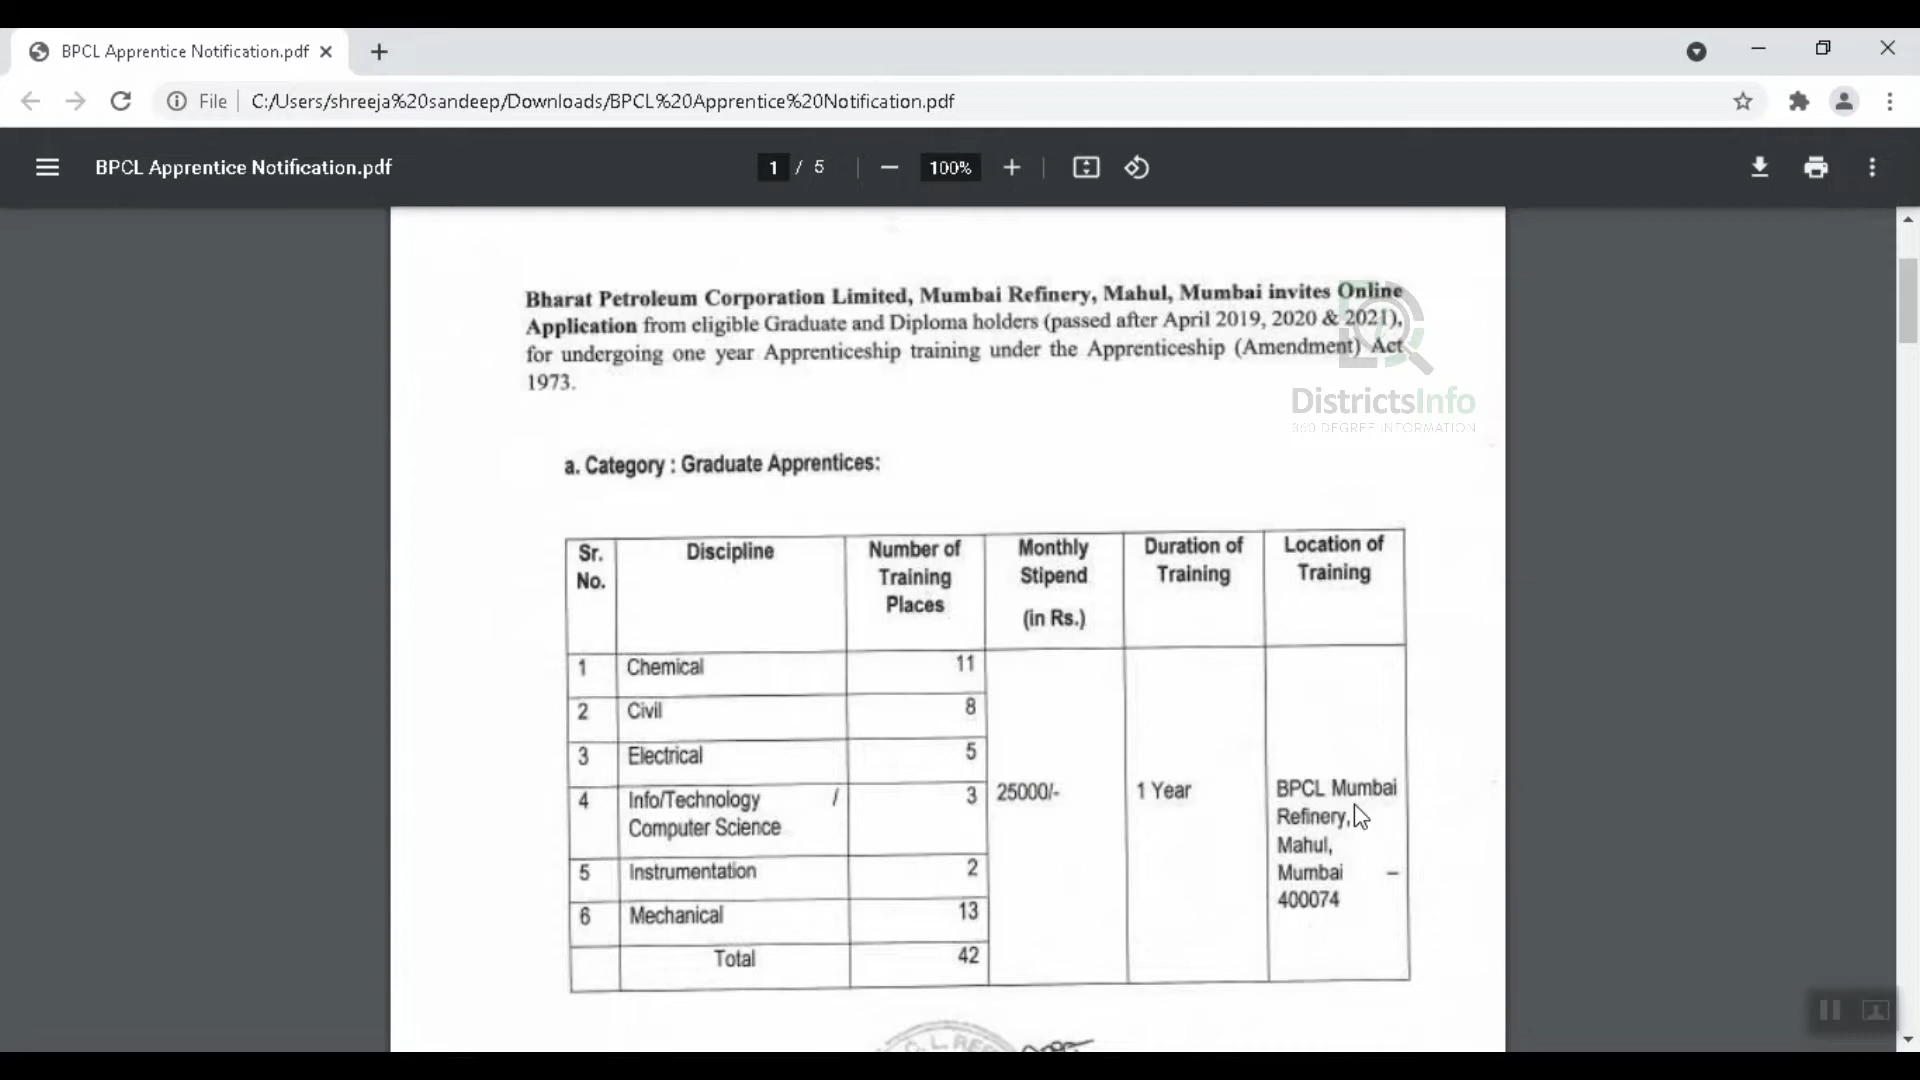 BPCL Apprentice Notification.pdf
File C:/Users/shreeja%20sandeep/Downloads/BPCL%20Apprentice%20Notification.pdf
BPCL Apprentice Notification.pdf 1 / 5 100%
Bharat Petroleum Corporation Limited, Mumbai Refinery, Mahul, Mumbai invites Online
Application from eligible Graduate and Diploma holders (passed after April 2019, 2020 & 2021),
for undergoing one year Apprenticeship training under the Apprenticeship (Amendment) Act
1973.
DistrictsInfo
360 DEGREE INFORMATION
a. Category : Graduate Apprentices:
Sr. No. Discipline Number of Training Places Monthly Stipend (in Rs.) Duration of Training Location of Training
1 Chemical 11
2 Civil 8
3 Electrical 5
4 Info/Technology / Computer Science 3
5 Instrumentation 2
6 Mechanical 13
Total 42
25000/-
1 Year
BPCL Mumbai
Refinery,
Mahul,
Mumbai –
400074